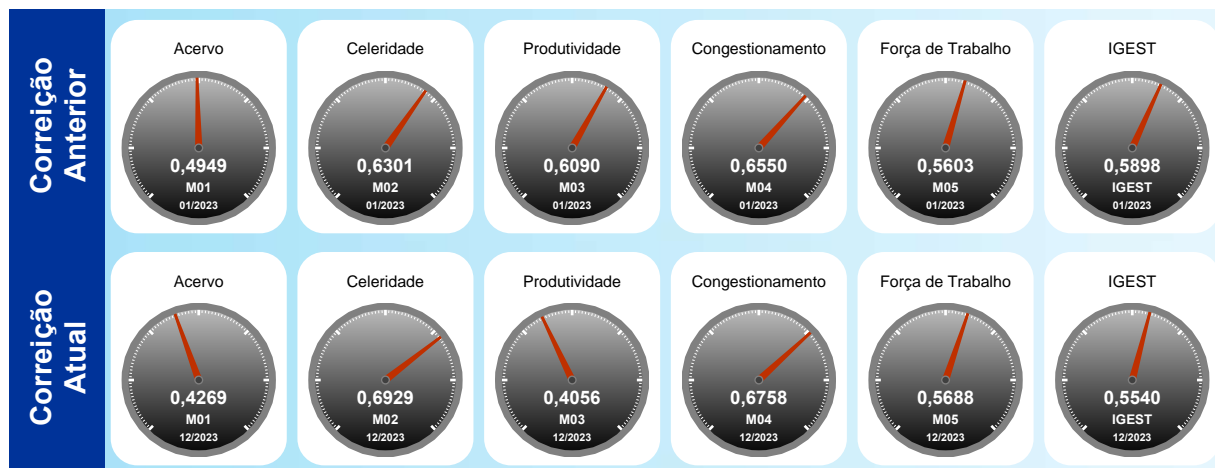 Correição
Anterior
Acervo
0,4949
M01
01/2023
Celeridade
0,6301
M02
01/2023
Produtividade
0,6090
M03
01/2023
Congestionamento
0,6550
M04
01/2023
Força de Trabalho
0,5603
M05
01/2023
IGEST
0,5898
IGEST
01/2023
Correição
Atual
Acervo
0,4269
M01
12/2023
Celeridade
0,6929
M02
12/2023
Produtividade
0,4056
M03
12/2023
Congestionamento
0,6758
M04
12/2023
Força de Trabalho
0,5688
M05
12/2023
IGEST
0,5540
IGEST
12/2023